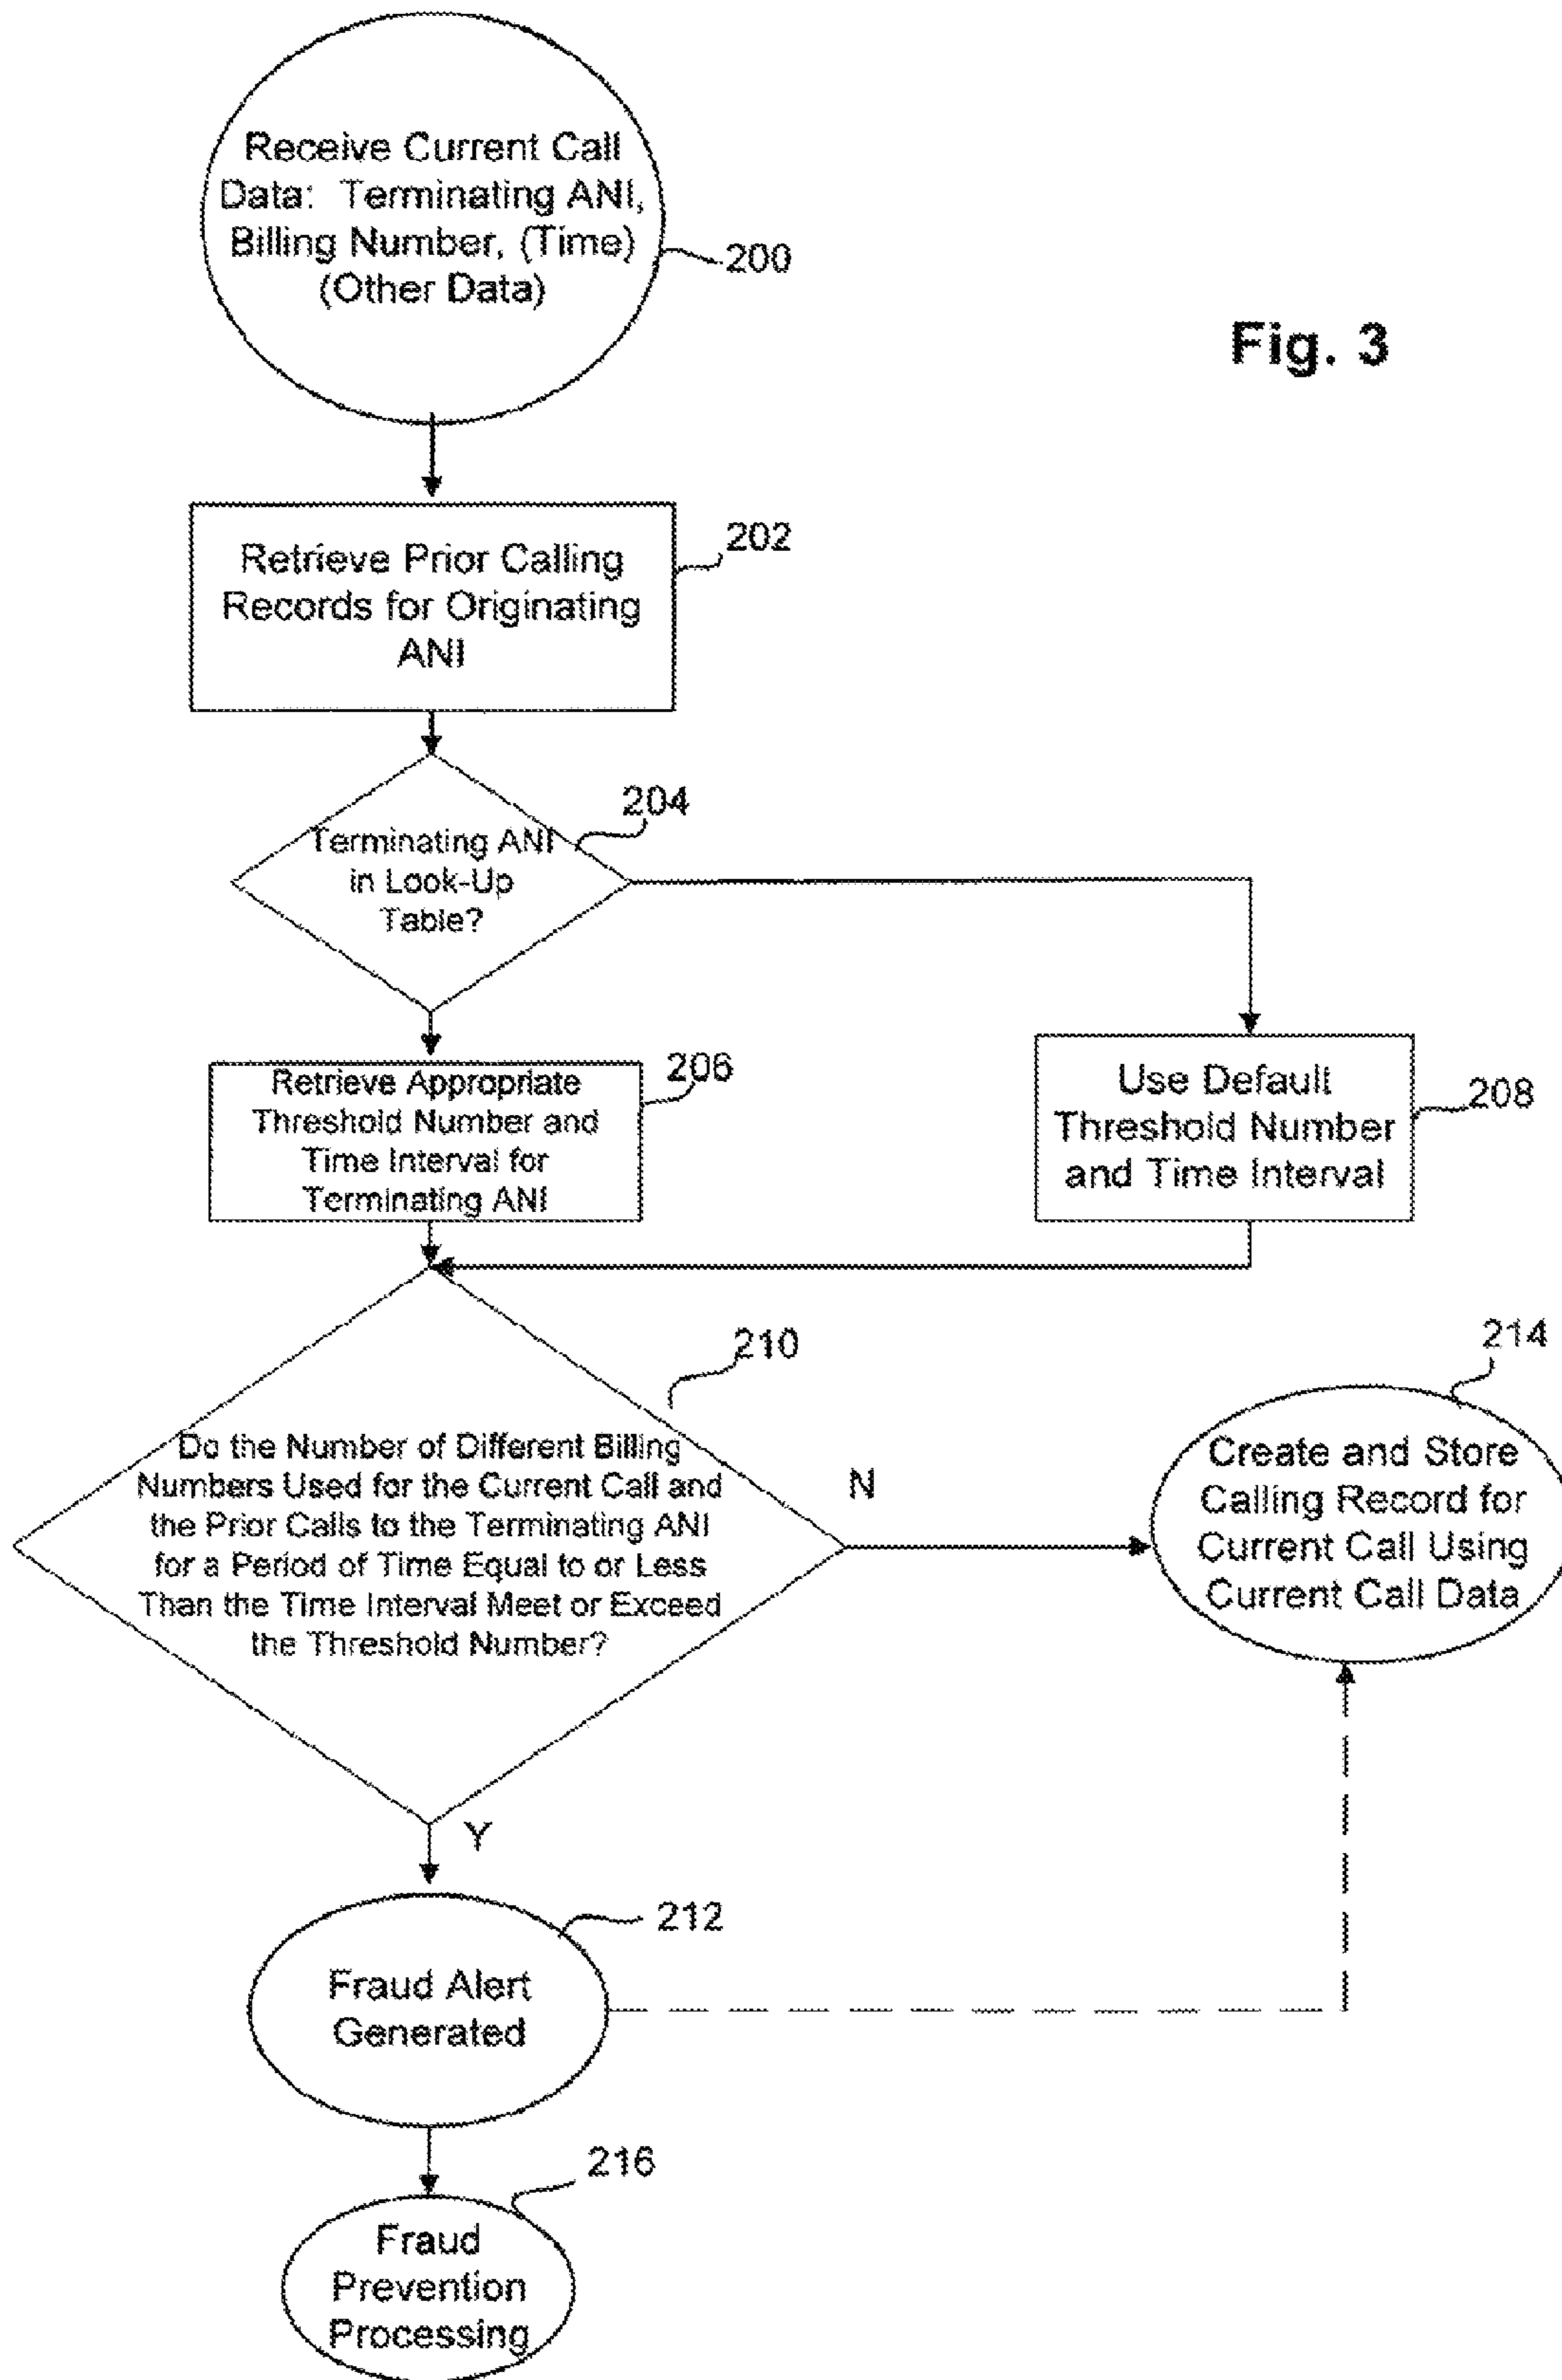 Receive Current Call
Data: Terminating ANI,
Billing Number, (Time)
(Other Data)
200
Fig. 3
Retrieve Prior Calling
Records for Originating
ANI
202
204
Terminating ANI
in Look-Up
Table?
Retrieve Appropriate
Threshold Number and
Time Interval for
Terminating ANI
206
Use Default
Threshold Number
and Time Interval
208
210
Do the Number of Different Billing
Numbers Used for the Current Call and
the Prior Calls to the Terminating ANI
for a Period of Time Equal to or Less
Than the Time Interval Meet or Exceed
the Threshold Number?
N
214
Create and Store
Calling Record for
Current Call Using
Current Call Data
Y
212
Fraud Alert
Generated
216
Fraud
Prevention
Processing